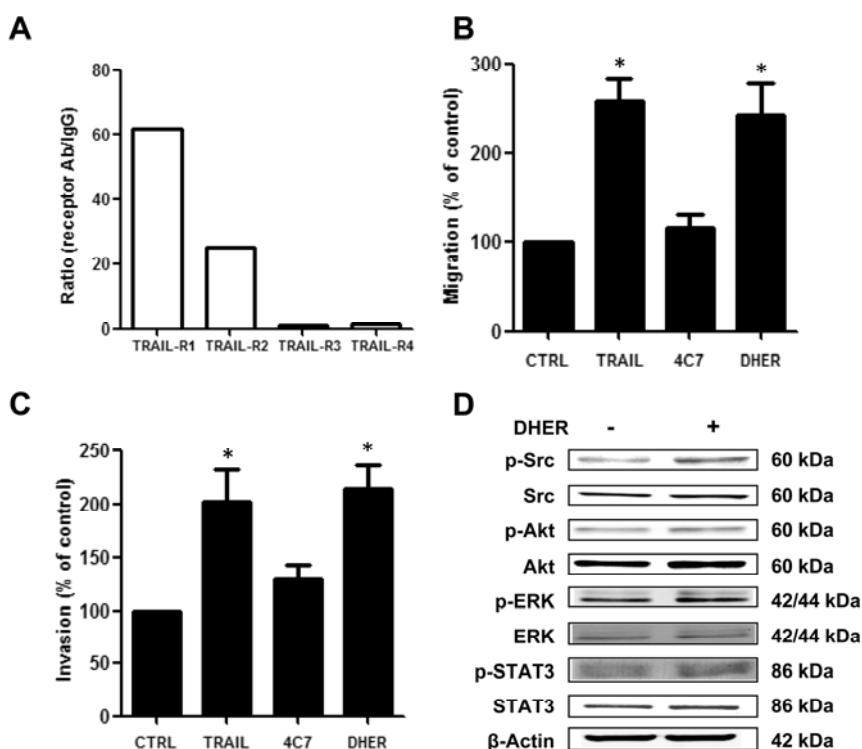 A
Ratio (receptor Ab/IgG)
80
60
40
20
0
TRAIL-R1 TRAIL-R2 TRAIL-R3 TRAIL-R4
B
Migration (% of control)
300
200
100
0
* *
CTRL TRAIL 4C7 DHER
C
Invasion (% of control)
250
200
150
100
50
0
* *
CTRL TRAIL 4C7 DHER
D
DHER - +
p-Src 60 kDa
Src 60 kDa
p-Akt 60 kDa
Akt 60 kDa
p-ERK 42/44 kDa
ERK 42/44 kDa
p-STAT3 86 kDa
STAT3 86 kDa
β-Actin 42 kDa